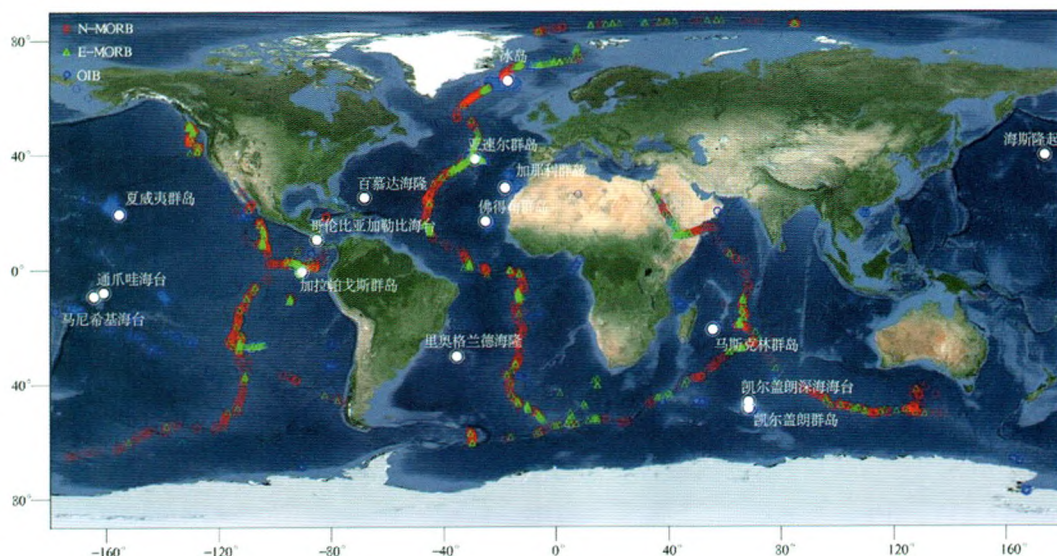 N-MORB
E-MORB
OIB
80°
40°
0°
40°
80°
冰岛
亚速尔群岛
加那利群岛
百慕达海隆
佛得角群岛
夏威夷群岛
哥伦比亚加勒比海台
海斯隆起
通爪哇海台
马尼希基海台
加拉帕戈斯群岛
里奥格兰德海隆
马斯克林群岛
凯尔盖朗深海海台
凯尔盖朗群岛
-160° -120° -80° -40° 0° 40° 80° 120° 160°